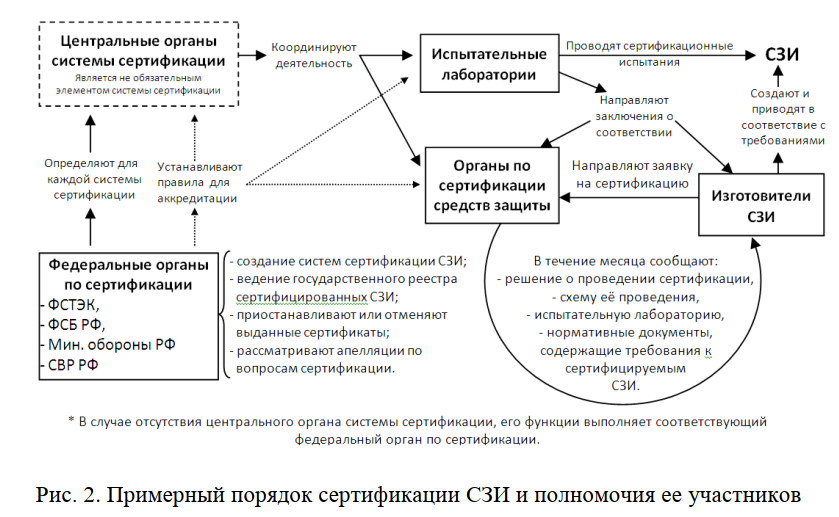 Центральные органы
системы сертификации
Является не обязательным
элементом системы сертификации
Координируют
деятельность
Испытательные
лаборатории
Проводят сертификационные
испытания
СЗИ
Направляют
заключения о
соответствии
Создают и
приводят в
соответствие с
требованиями
Определяют для
каждой системы
сертификации
Устанавливают
правила для
аккредитации
Органы по
сертификации
средств защиты
Направляют заявку
на сертификацию
Изготовители
СЗИ
Федеральные органы
по сертификации
- ФСТЭК,
- ФСБ РФ,
- Мин. обороны РФ
- СВР РФ
- создание систем сертификации СЗИ;
- ведение государственного реестра
сертифицированных СЗИ;
- приостанавливают или отменяют
выданные сертификаты;
- рассматривают апелляции по
вопросам сертификации.
В течение месяца сообщают:
- решение о проведении сертификации,
- схему её проведения,
- испытательную лабораторию,
- нормативные документы,
содержащие требования к
сертифицируемым
СЗИ.
* В случае отсутствия центрального органа системы сертификации, его функции выполняет соответствующий
федеральный орган по сертификации.
Рис. 2. Примерный порядок сертификации СЗИ и полномочия ее участников